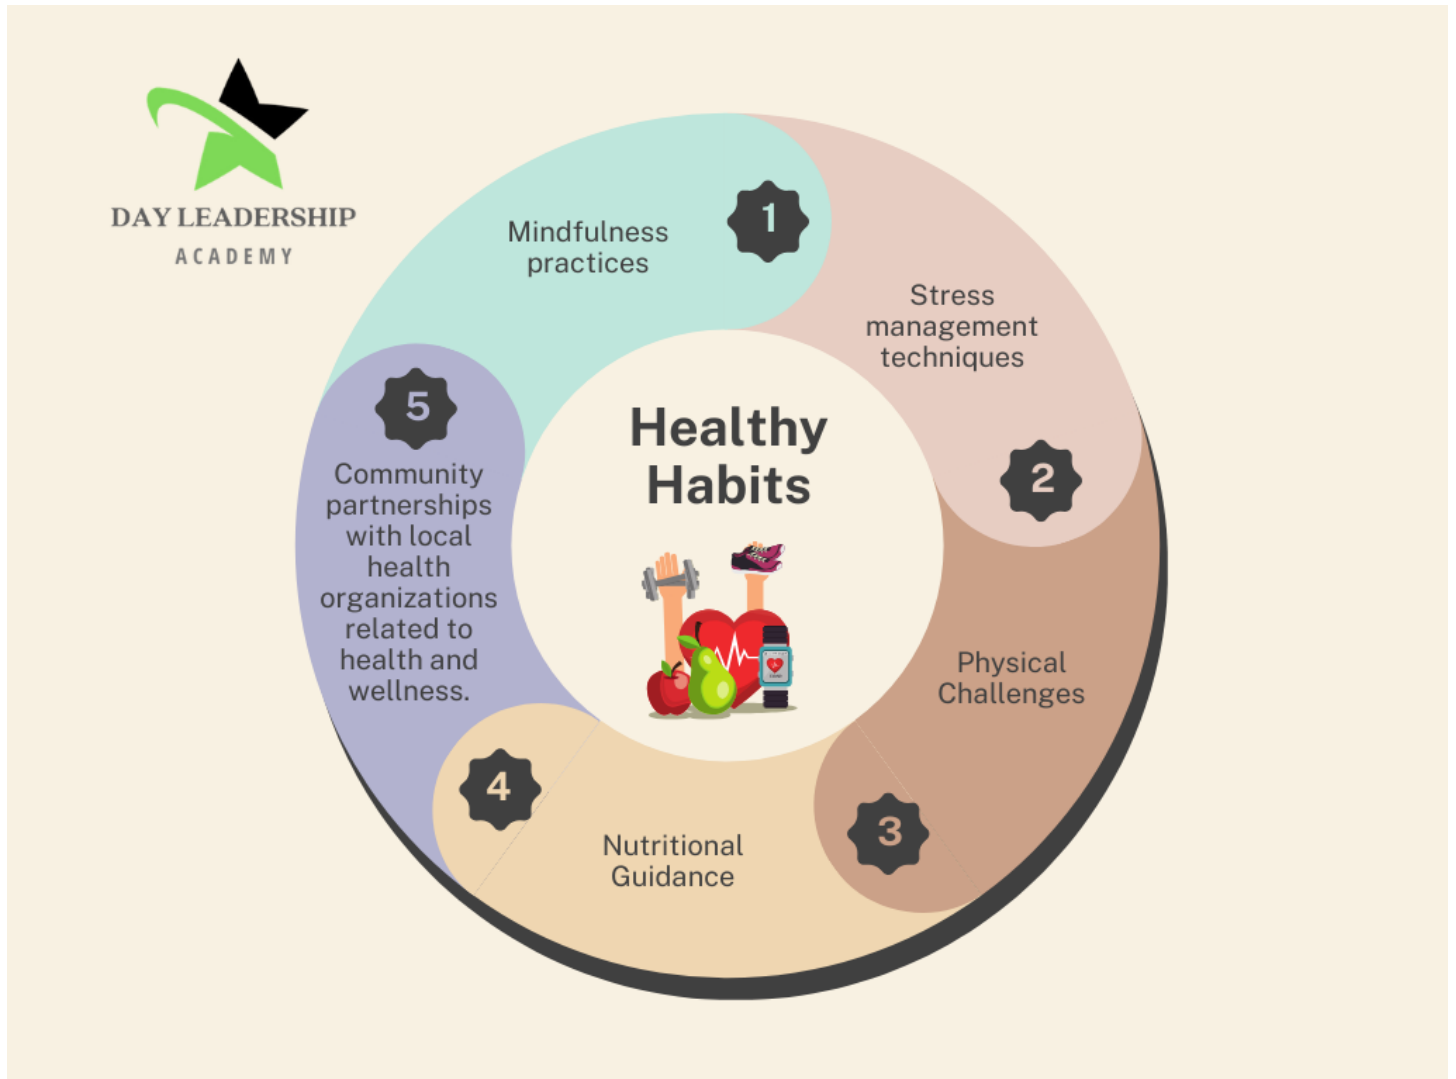 DAY LEADERSHIP
ACADEMY
Healthy
Habits
1
Mindfulness
practices
2
Stress
management
techniques
3
Physical
Challenges
4
Nutritional
Guidance
5
Community
partnerships
with local
health
organizations
related to
health and
wellness.